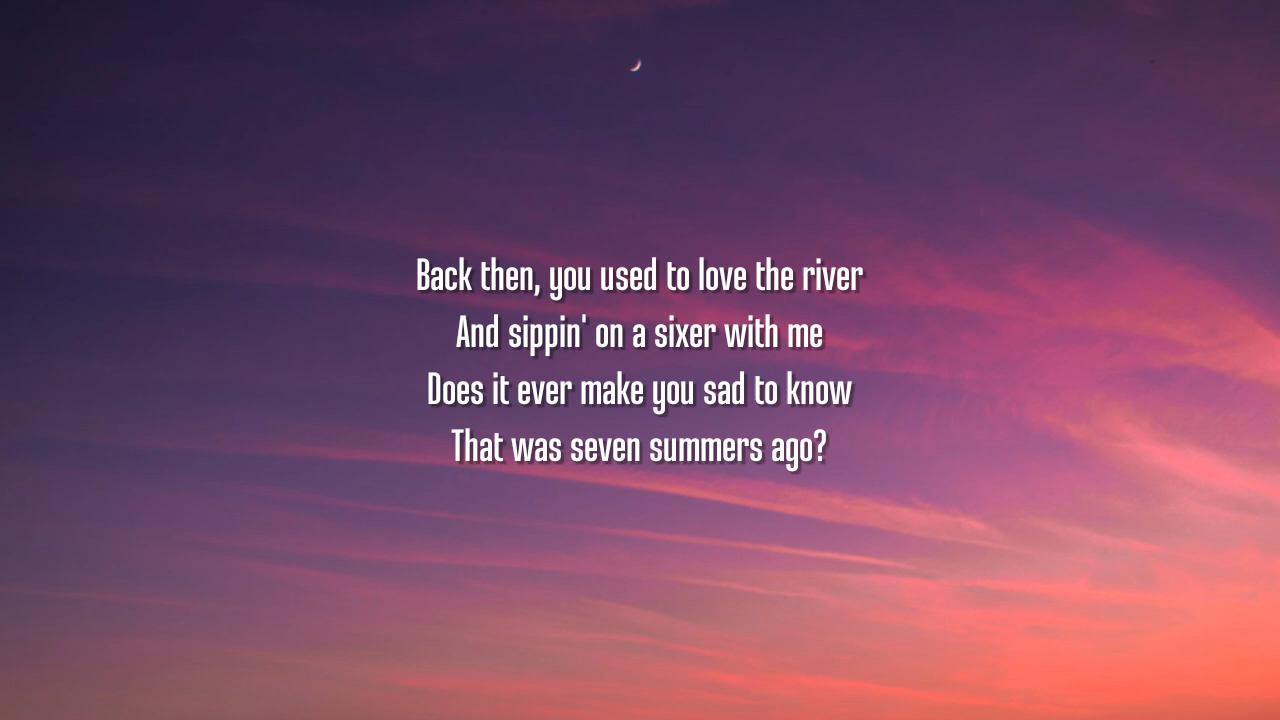 Back then, you used to love the river
And sippin' on a sixer with me
Does it ever make you sad to know
That was seven summers ago?